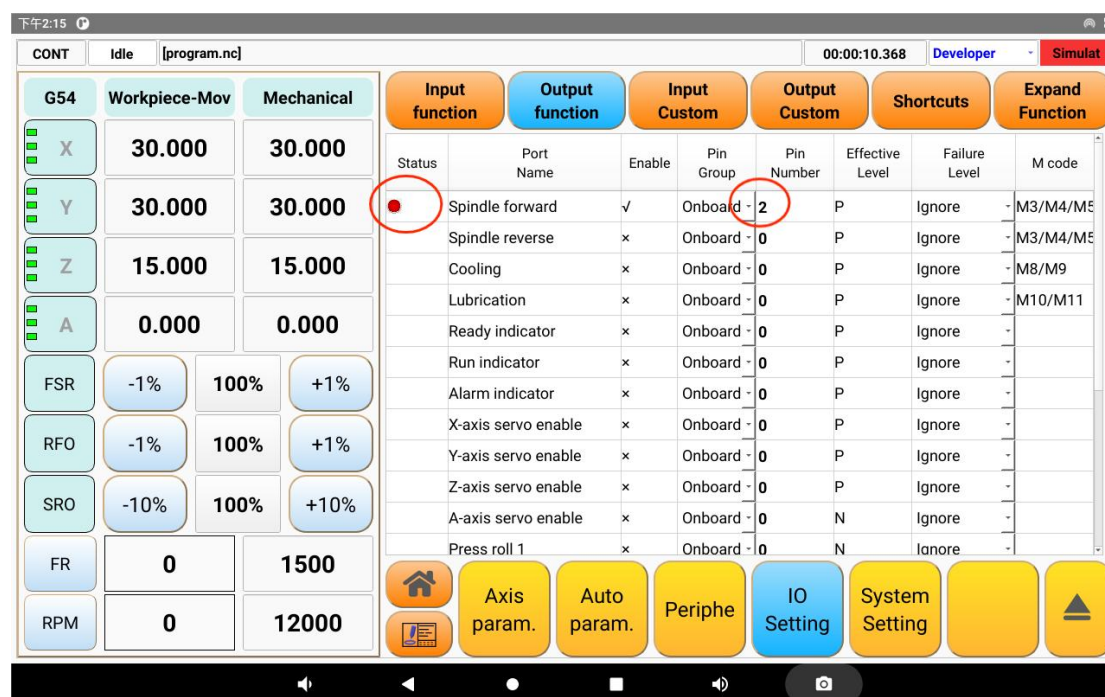 下午2:15
CONT Idle [program.nc] 00:00:10.368 Developer Simulat
G54 Workpiece-Mov Mechanical
X 30.000 30.000
Y 30.000 30.000
Z 15.000 15.000
A 0.000 0.000
FSR -1% 100% +1%
RFO -1% 100% +1%
SRO -10% 100% +10%
FR 0 1500
RPM 0 12000
Input
function
Output
function
Input
Custom
Output
Custom
Shortcuts
Expand
Function
Status Port Name Enable Pin Group Pin Number Effective Level Failure Level M code
Spindle forward √ Onboard 2 P Ignore M3/M4/M5
Spindle reverse × Onboard 0 P Ignore M3/M4/M5
Cooling × Onboard 0 P Ignore M8/M9
Lubrication × Onboard 0 P Ignore M10/M11
Ready indicator × Onboard 0 P Ignore
Run indicator × Onboard 0 P Ignore
Alarm indicator × Onboard 0 P Ignore
X-axis servo enable × Onboard 0 P Ignore
Y-axis servo enable × Onboard 0 P Ignore
Z-axis servo enable × Onboard 0 P Ignore
A-axis servo enable × Onboard 0 N Ignore
Press roll 1 × Onboard 0 N Ignore
Axis
param.
Auto
param.
Periphe
IO
Setting
System
Setting